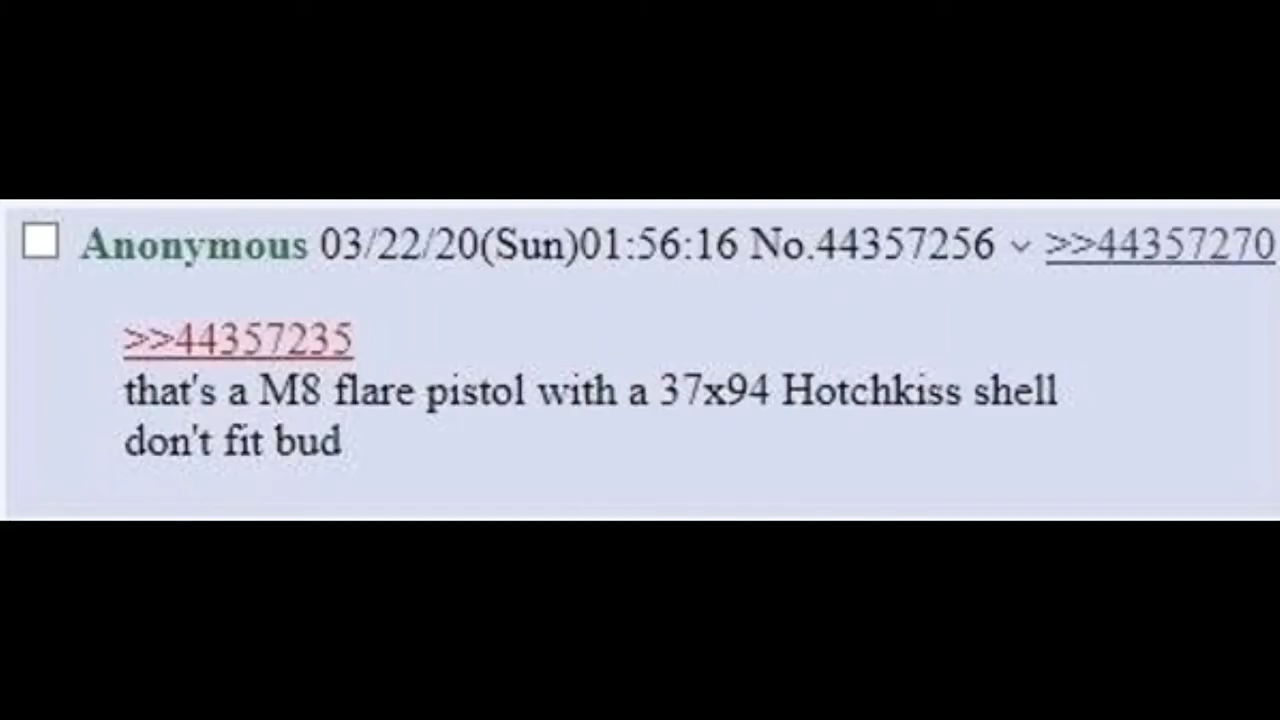 Anonymous 03/22/20(Sun)01:56:16 No.44357256 >>44357270
>>44357235
that's a M8 flare pistol with a 37x94 Hotchkiss shell
don't fit bud